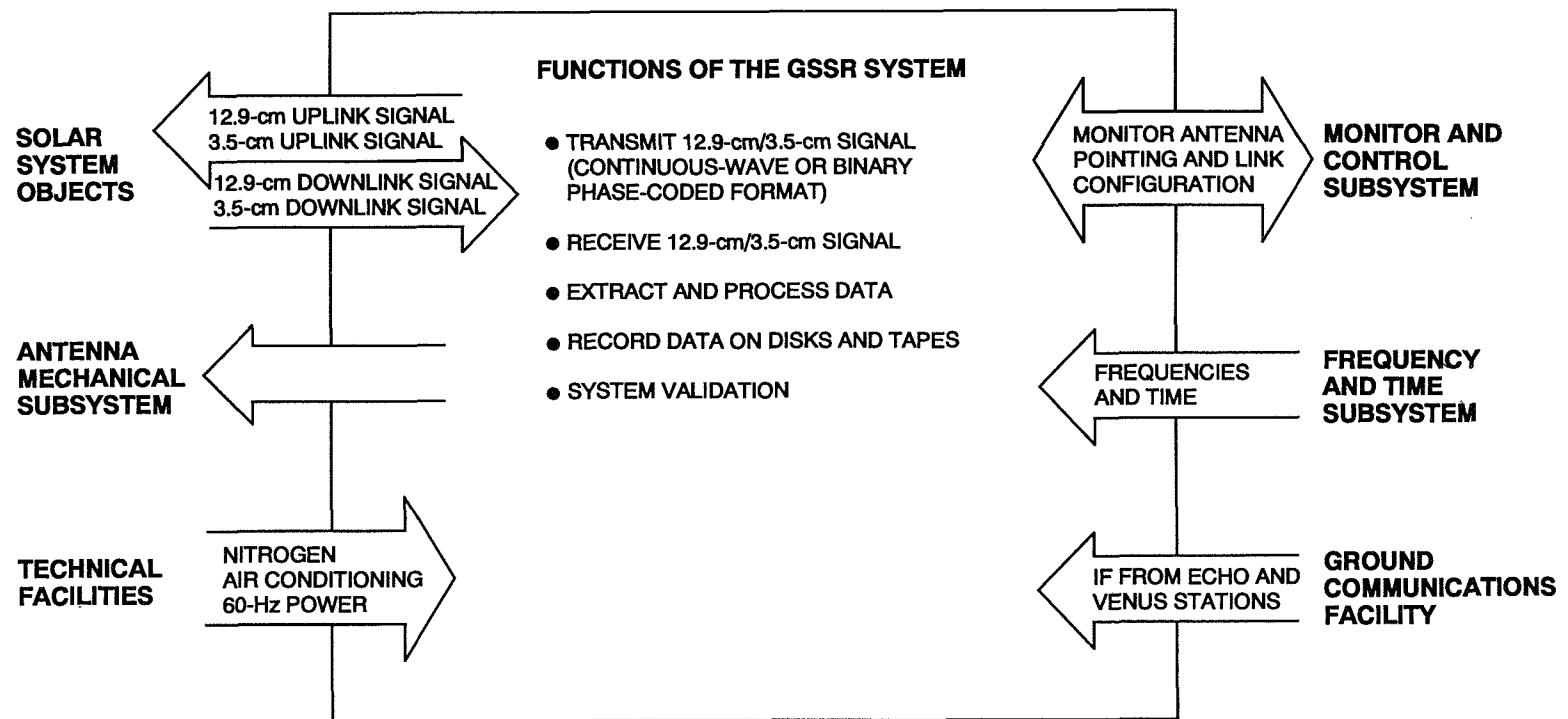 FUNCTIONS OF THE GSSR SYSTEM
SOLAR
SYSTEM
OBJECTS
12.9-cm UPLINK SIGNAL
3.5-cm UPLINK SIGNAL
12.9-cm DOWNLINK SIGNAL
3.5-cm DOWNLINK SIGNAL
ANTENNA
MECHANICAL
SUBSYSTEM
TECHNICAL
FACILITIES
NITROGEN
AIR CONDITIONING
60-Hz POWER
● TRANSMIT 12.9-cm/3.5-cm SIGNAL
(CONTINUOUS-WAVE OR BINARY
PHASE-CODED FORMAT)
● RECEIVE 12.9-cm/3.5-cm SIGNAL
● EXTRACT AND PROCESS DATA
● RECORD DATA ON DISKS AND TAPES
● SYSTEM VALIDATION
MONITOR ANTENNA
POINTING AND LINK
CONFIGURATION
MONITOR AND
CONTROL
SUBSYSTEM
FREQUENCIES
AND TIME
FREQUENCY
AND TIME
SUBSYSTEM
IF FROM ECHO AND
VENUS STATIONS
GROUND
COMMUNICATIONS
FACILITY